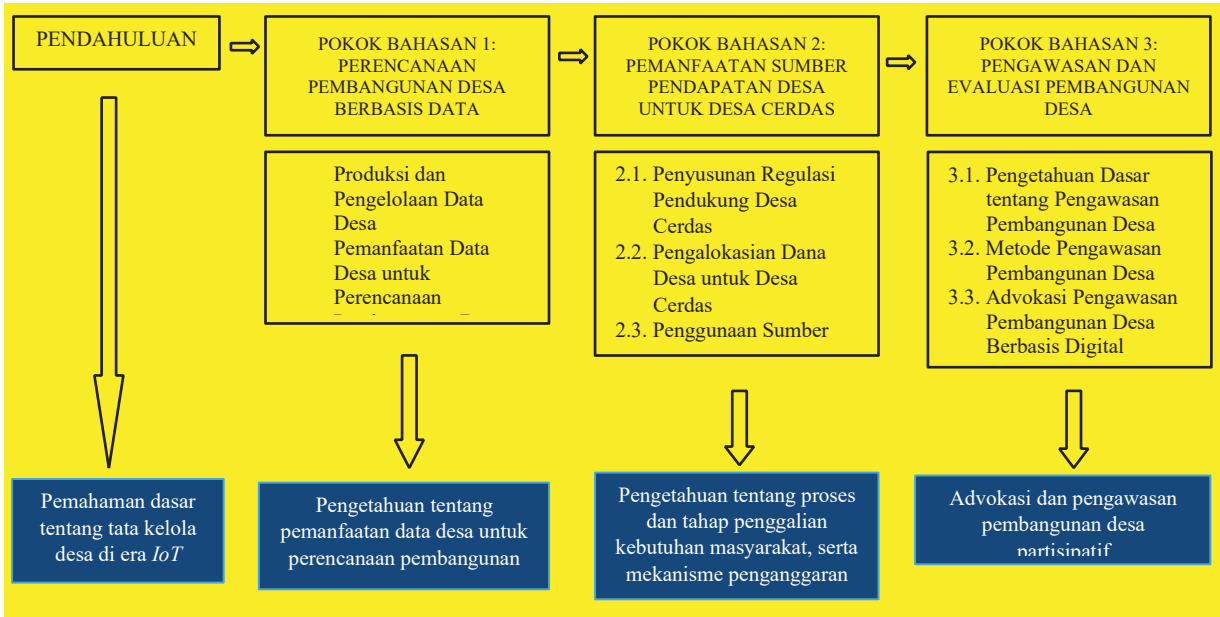 PENDAHULUAN
POKOK BAHASAN 1:
PERENCANAAN
PEMBANGUNAN DESA
BERBASIS DATA
POKOK BAHASAN 2:
PEMANFAATAN SUMBER
PENDAPATAN DESA
UNTUK DESA CERDAS
POKOK BAHASAN 3:
PENGAWASAN DAN
EVALUASI PEMBANGUNAN
DESA
Produksi dan
Pengelolaan Data
Desa
Pemanfaatan Data
Desa untuk
Perencanaan
2.1. Penyusunan Regulasi
Pendukung Desa
Cerdas
2.2. Pengalokasian Dana
Desa untuk Desa
Cerdas
2.3. Penggunaan Sumber
3.1. Pengetahuan Dasar
tentang Pengawasan
Pembangunan Desa
3.2. Metode Pengawasan
Pembangunan Desa
3.3. Advokasi Pengawasan
Pembangunan Desa
Berbasis Digital
Pemahaman dasar
tentang tata kelola
desa di era IoT
Pengetahuan tentang
pemanfaatan data desa untuk
perencanaan pembangunan
Pengetahuan tentang proses
dan tahap penggalian
kebutuhan masyarakat, serta
mekanisme penganggaran
Advokasi dan pengawasan
pembangunan desa
partisipatif